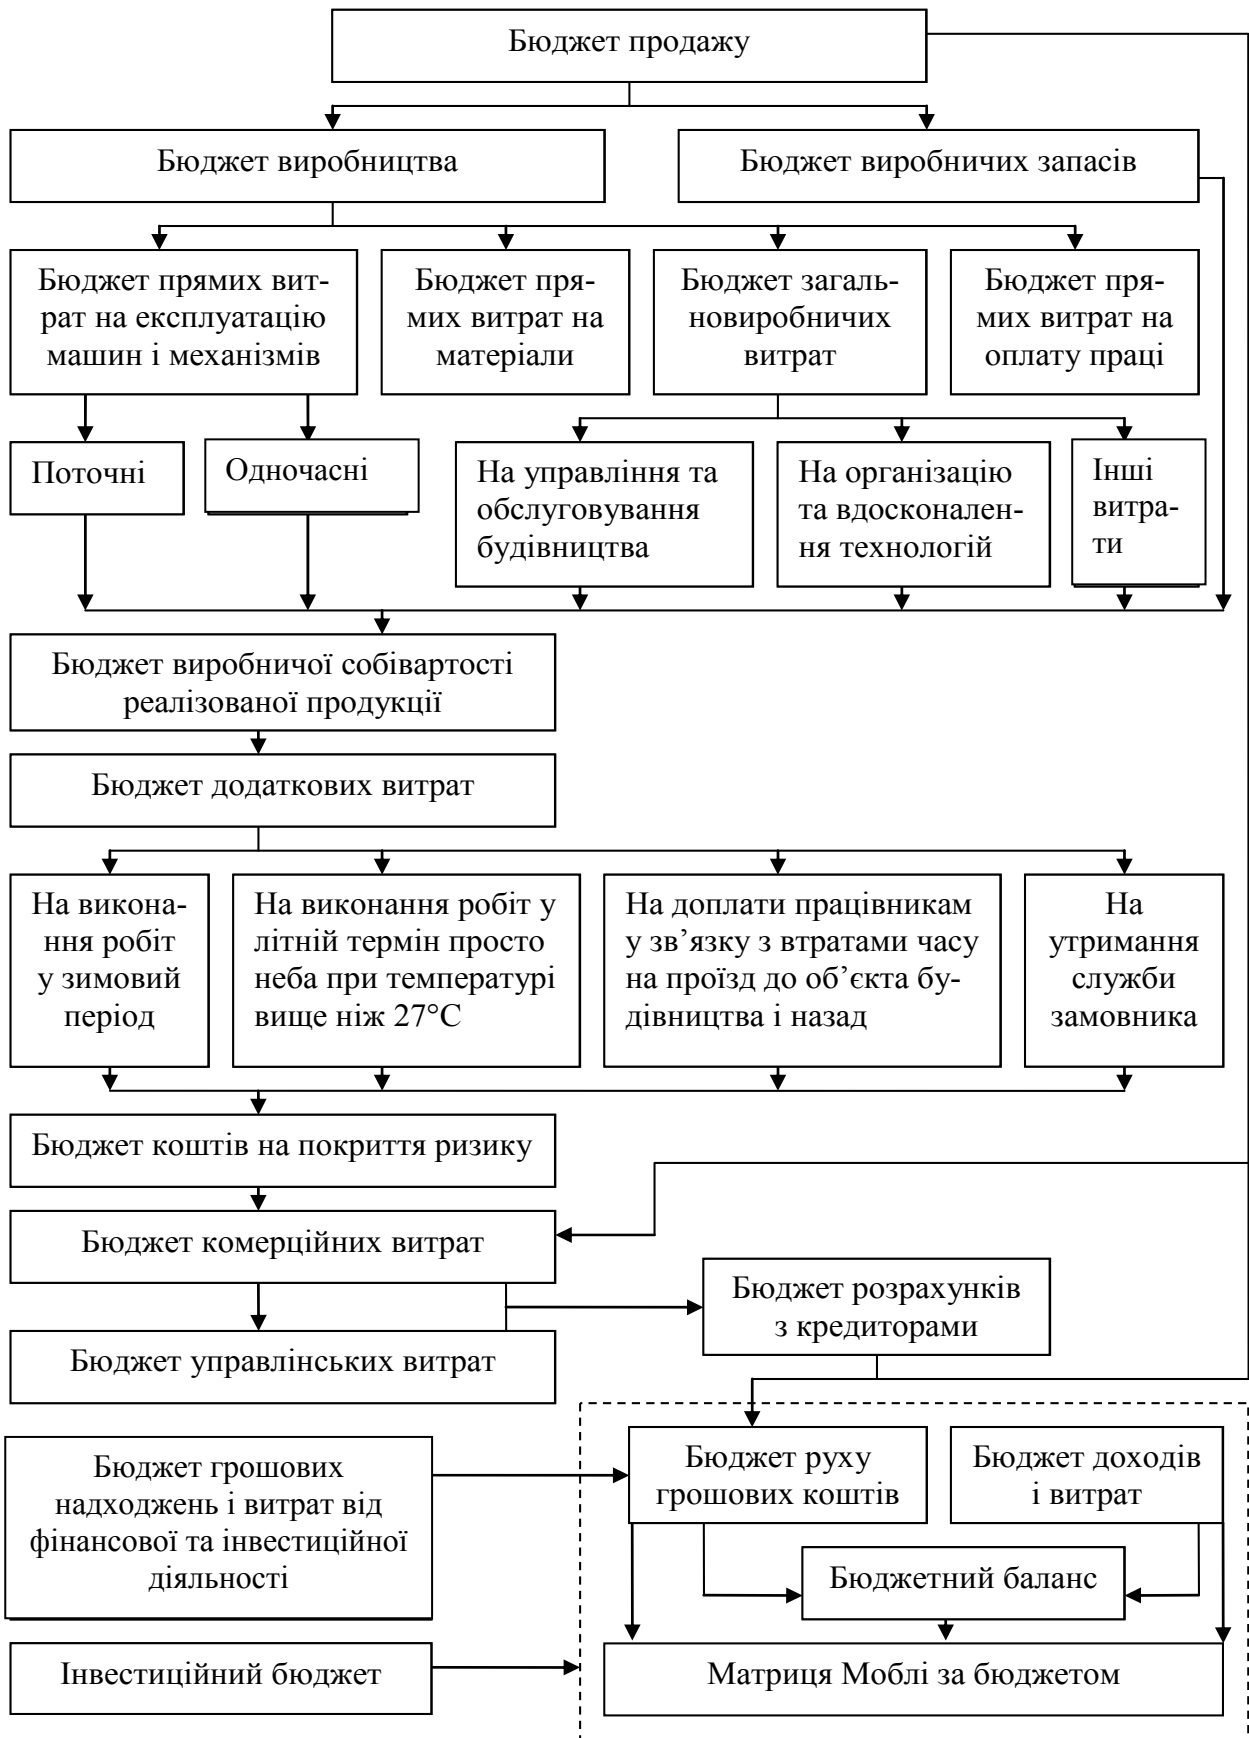 Бюджет продажу
Бюджет виробництва
Бюджет виробничих запасів
Бюджет прямих вит-
рат на експлуатацію
машин і механізмів
Бюджет пря-
мих витрат на
матеріали
Бюджет загаль-
новиробничих
витрат
Бюджет пря-
мих витрат на
оплату праці
Поточні
Одночасні
На управління та
обслуговування
будівництва
На організацію
та вдосконален-
ня технологій
Інші
витра-
ти
Бюджет виробничої собівартості
реалізованої продукції
Бюджет додаткових витрат
На викона-
ння робіт
у зимовий
період
На виконання робіт у
літній термін просто
неба при температурі
вище ніж 27°С
На доплати працівникам
у зв’язку з втратами часу
на проїзд до об’єкта бу-
дівництва і назад
На
утримання
служби
замовника
Бюджет коштів на покриття ризику
Бюджет комерційних витрат
Бюджет розрахунків
з кредиторами
Бюджет управлінських витрат
Бюджет грошових
надходжень і витрат від
фінансової та інвестиційної
діяльності
Бюджет руху
грошових коштів
Бюджет доходів
і витрат
Бюджетний баланс
Інвестиційний бюджет
Матриця Моблі за бюджетом